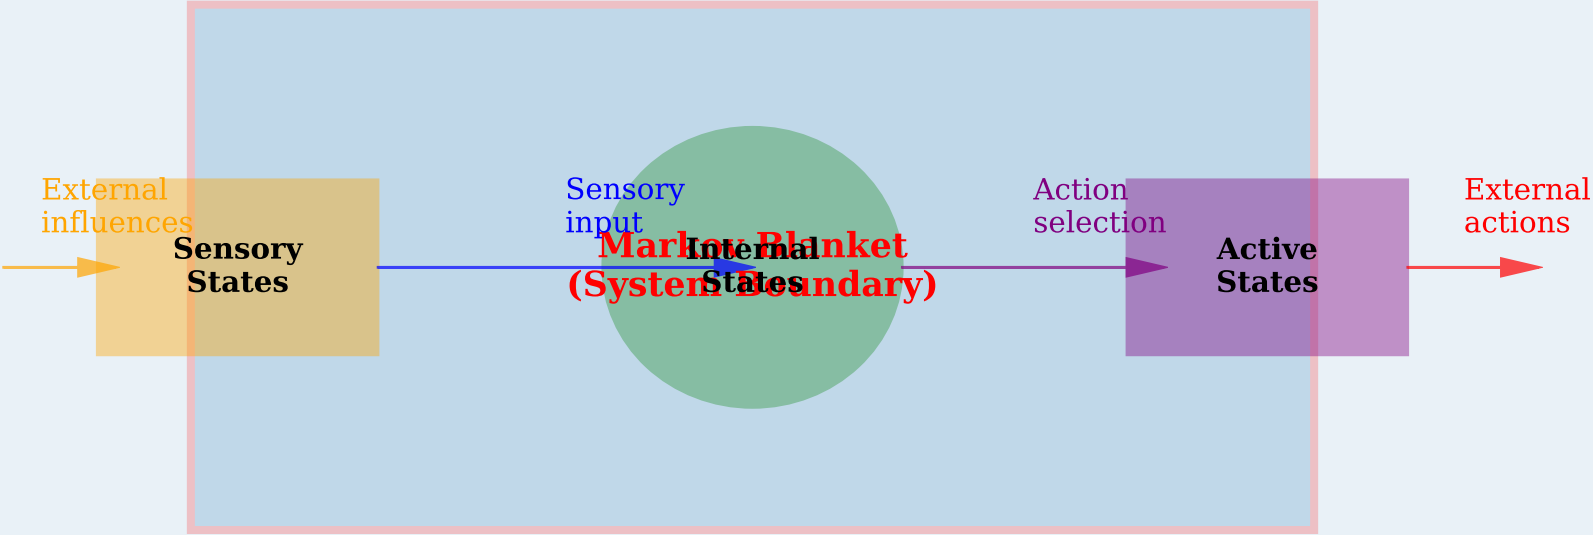 External
influences
Sensory
States
Sensory
input
Markov Blanket
(System Boundary)
Internal
States
Action
selection
Active
States
External
actions